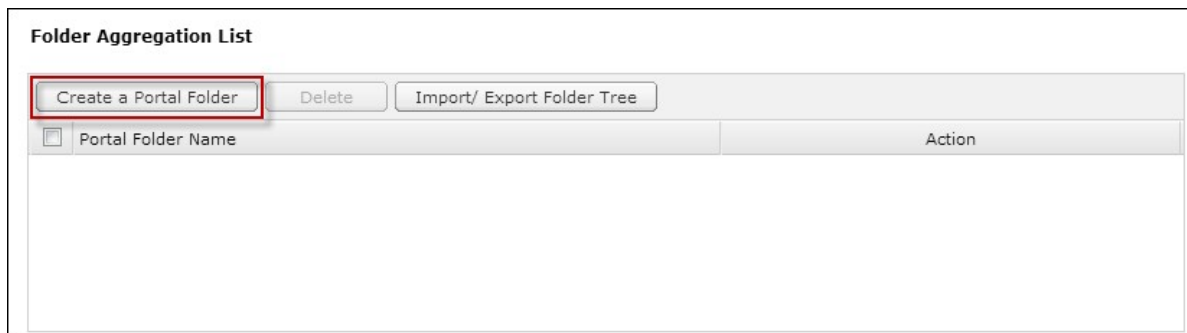 Folder Aggregation List
Create a Portal Folder Delete Import/ Export Folder Tree
Portal Folder Name Action